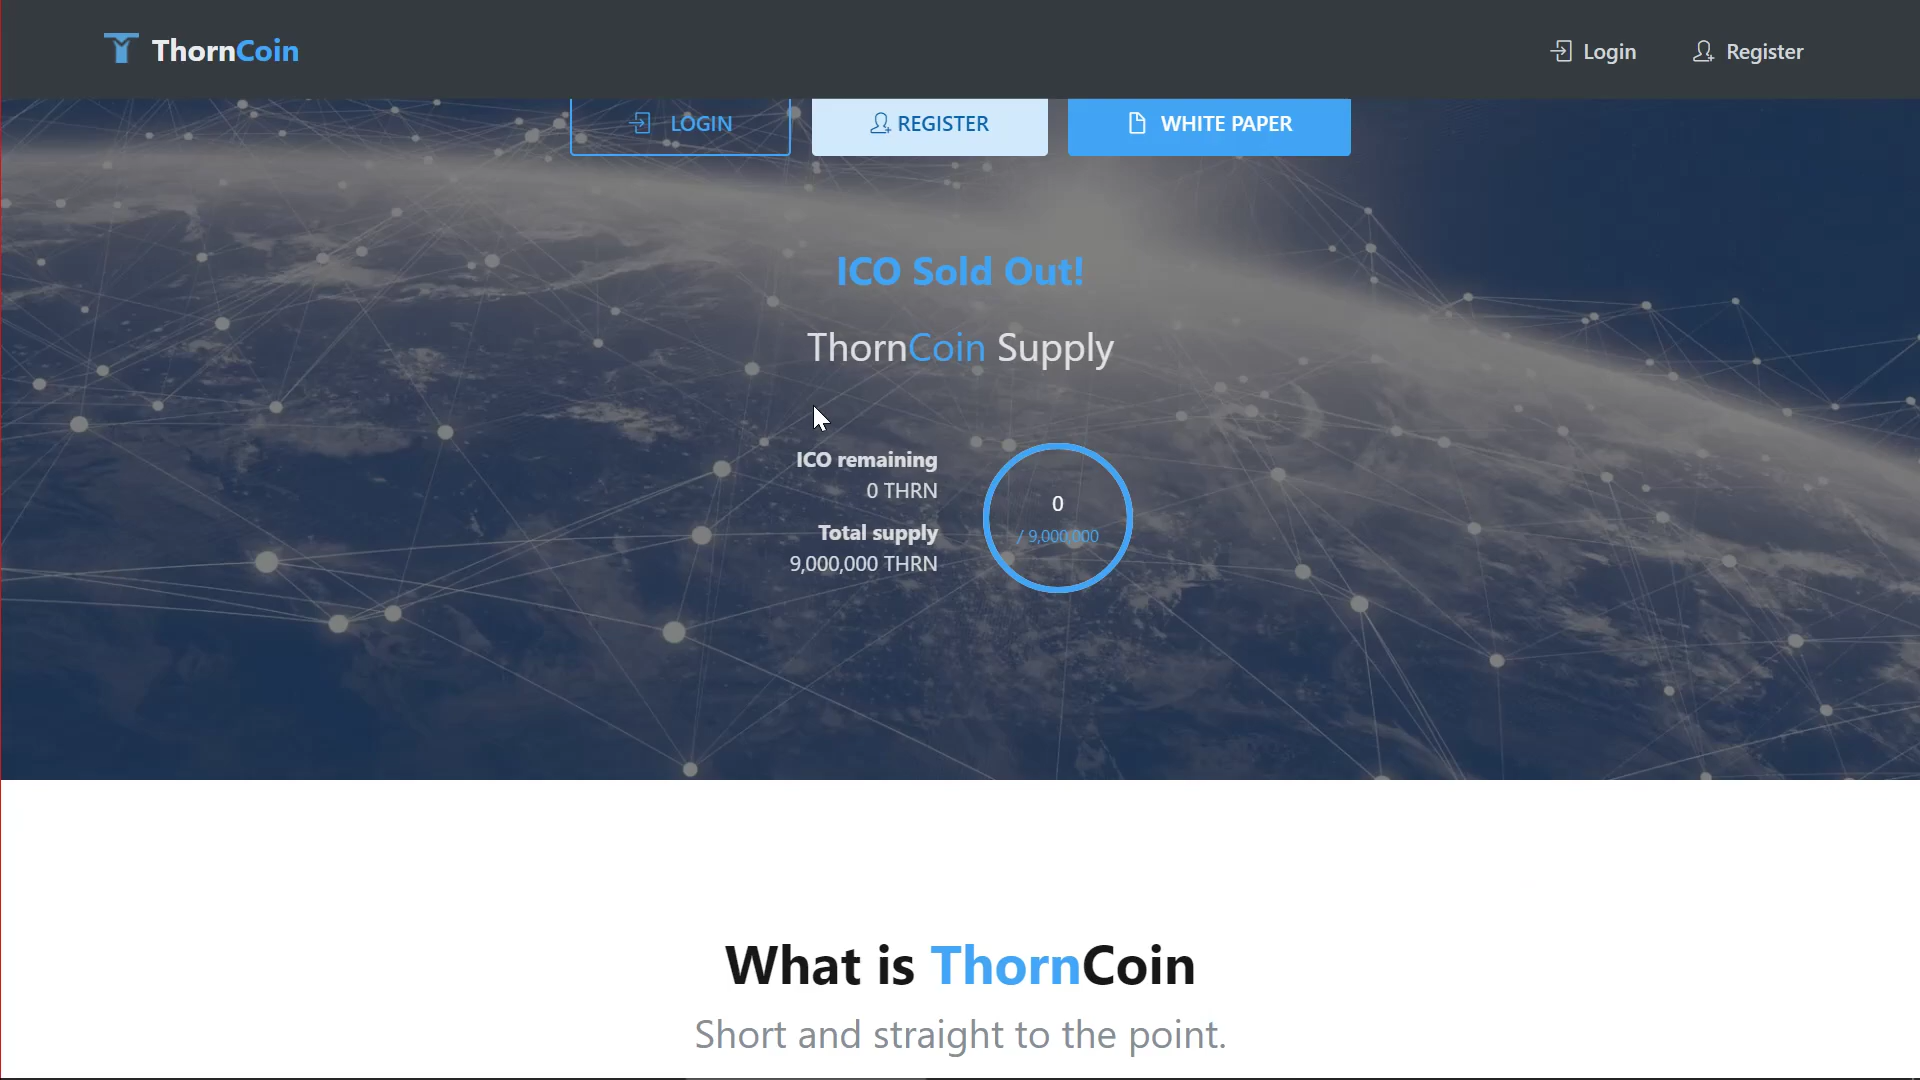 ThornCoin
Login
Register
LOGIN
REGISTER
WHITE PAPER
ICO Sold Out!
ThornCoin Supply
ICO remaining
0 THRN
Total supply
9,000,000 THRN
0
/ 9,000,000
What is ThornCoin
Short and straight to the point.